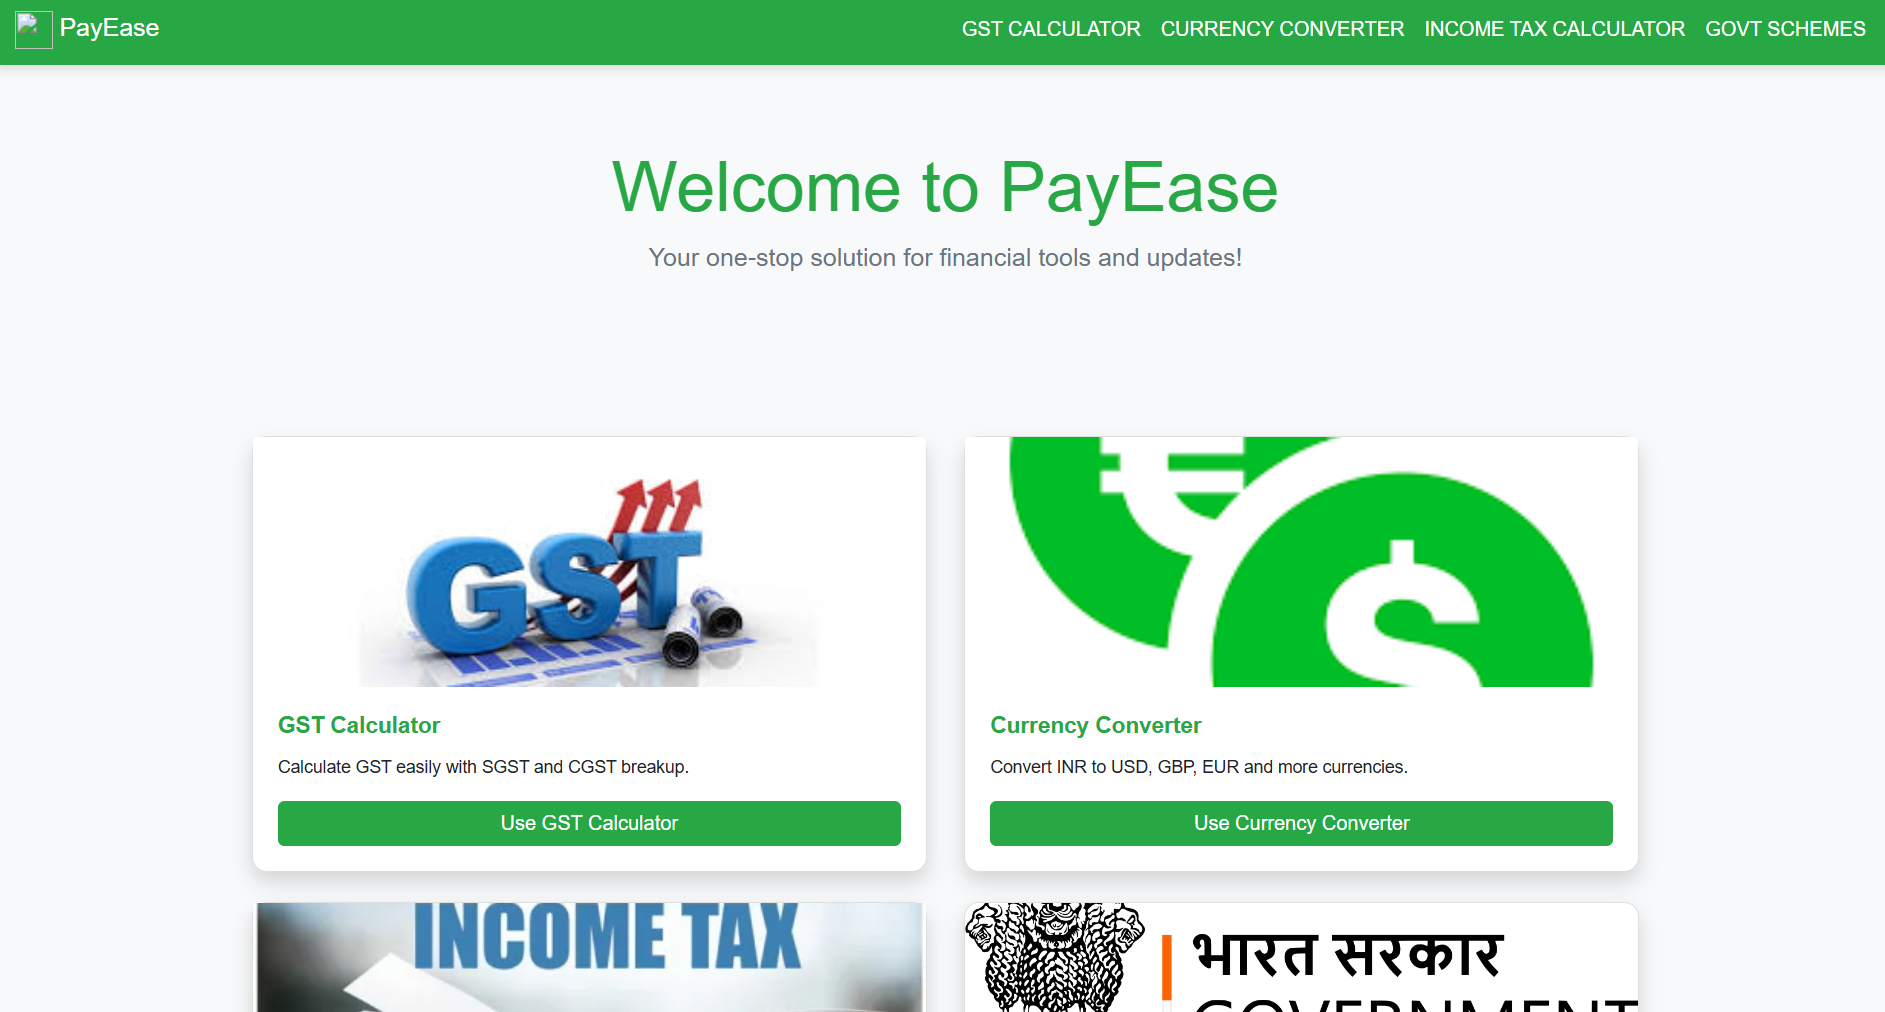 PayEase
GST CALCULATOR
CURRENCY CONVERTER
INCOME TAX CALCULATOR
GOVT SCHEMES
Welcome to PayEase
Your one-stop solution for financial tools and updates!
GST
GST Calculator
Calculate GST easily with SGST and CGST breakup.
Use GST Calculator
Currency Converter
Convert INR to USD, GBP, EUR and more currencies.
Use Currency Converter
INCOME TAX
भारत सरकार
GOVERNMENT